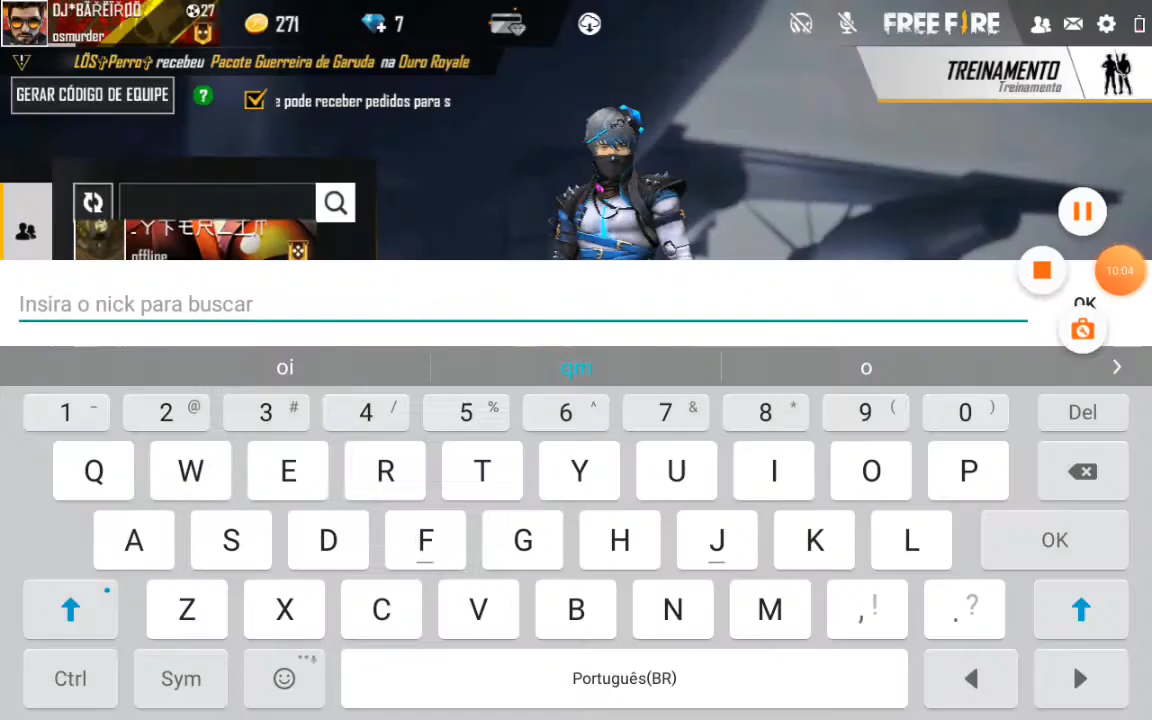 DJ*BÃRËÏRÕÕ
27
osmurder
271
7
FREE FIRE
LÕS✞Perro✞ recebeu Pacote Guerreira de Garuda na Ouro Royale
TREINAMENTO
Treinamento
GERAR CÓDIGO DE EQUIPE
?
e pode receber pedidos para s
offline
10:04
Insira o nick para buscar
OK
oi
qm
o
1 - 2 @ 3 # 4 / 5 % 6 ^ 7 & 8 * 9 ( 0 ) Del
Q W E R T Y U I O P
A S D F G H J K L OK
Z X C V B N M , ! . ?
Ctrl Sym Português(BR)